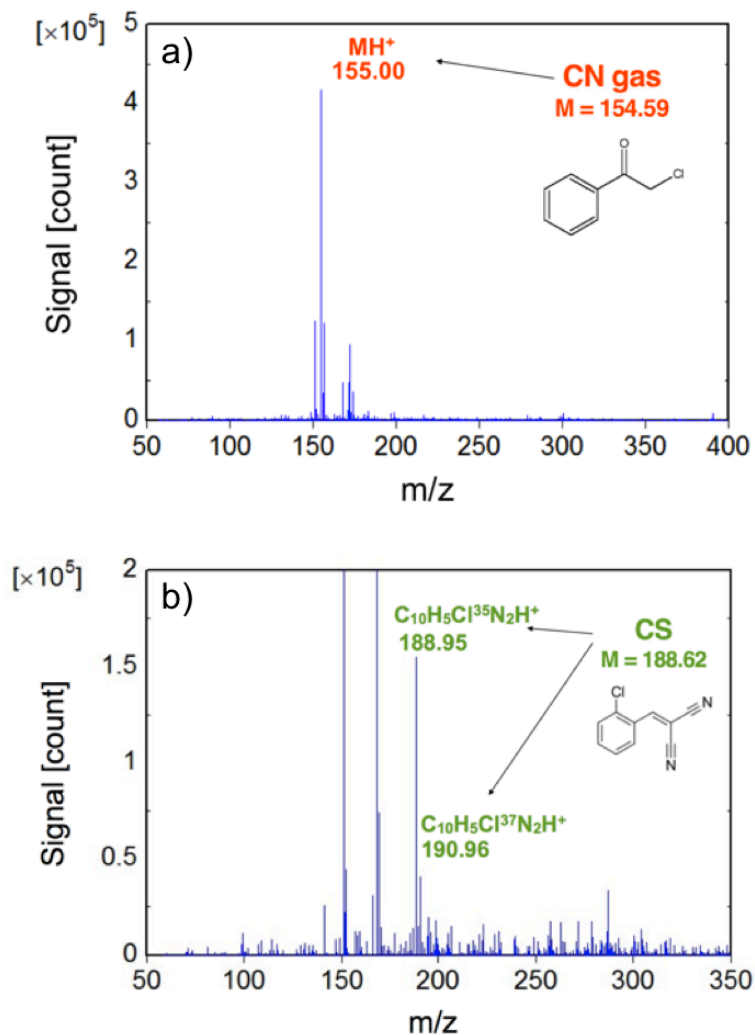 [×10⁵]
a)
5
4
3
2
1
0
Signal [count]
MH⁺
155.00
CN gas
M = 154.59
O
Cl
50 100 150 200 250 300 350 400
m/z
[×10⁵]
b)
2
1.5
1
0.5
0
Signal [count]
C₁₀H₅Cl³⁵N₂H⁺
188.95
CS
M = 188.62
Cl
N
N
C₁₀H₅Cl³⁷N₂H⁺
190.96
50 100 150 200 250 300 350
m/z